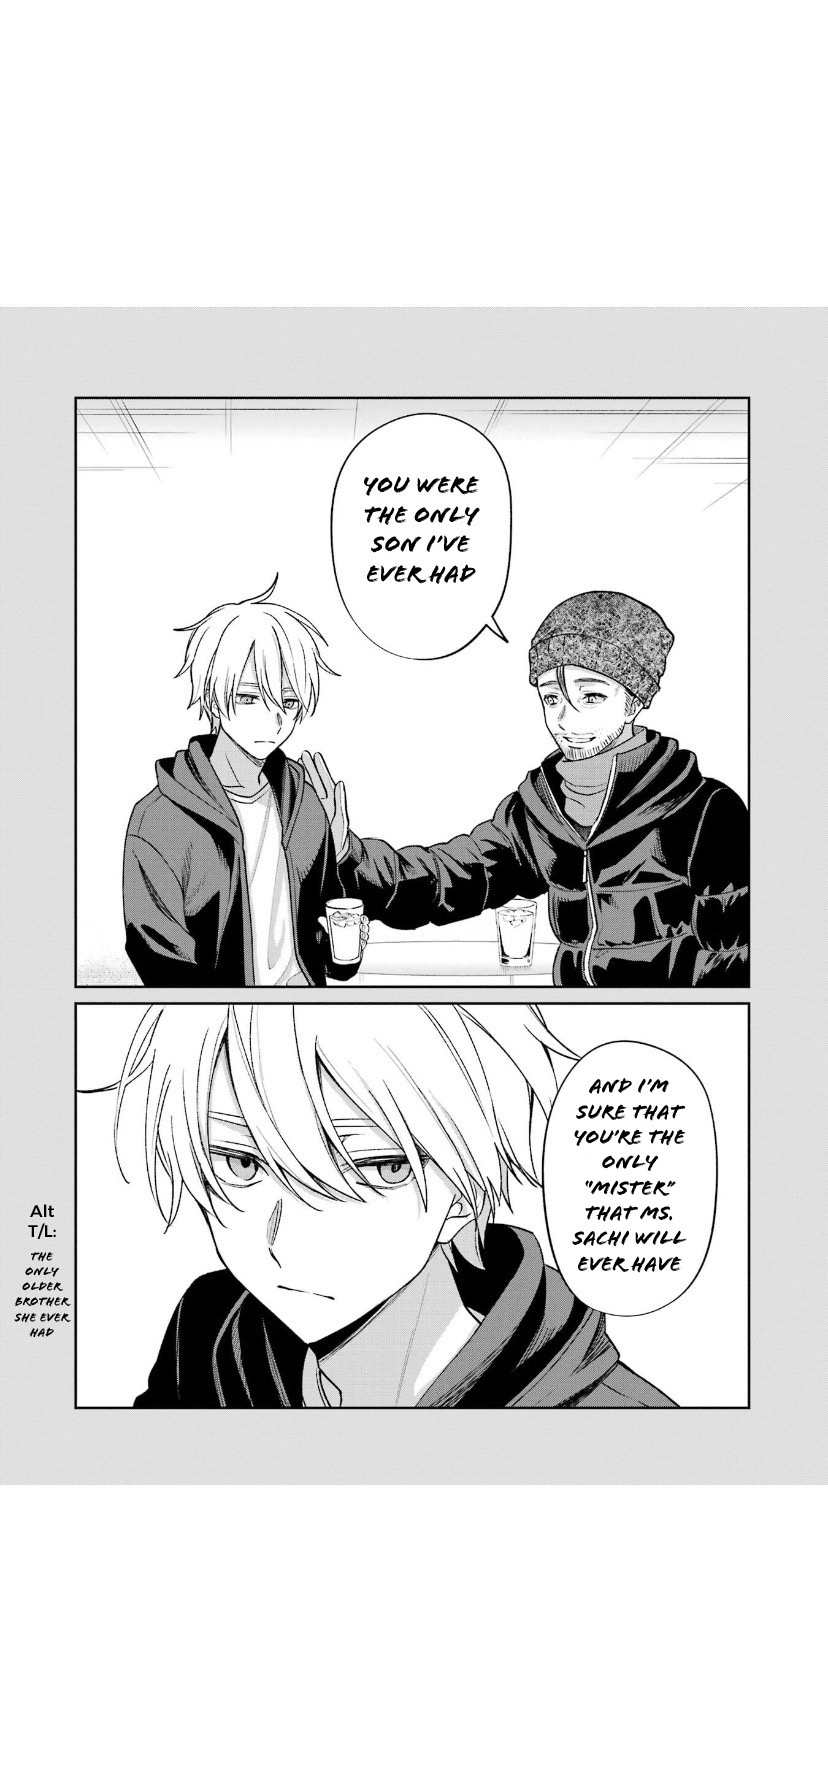 YOU WERE
THE ONLY
SON I'VE
EVER HAD
AND I'M
SURE THAT
YOU'RE THE
ONLY
"MISTER"
THAT MS.
SACHI WILL
EVER HAVE
Alt
T/L:
THE
ONLY
OLDER
BROTHER
SHE EVER
HAD